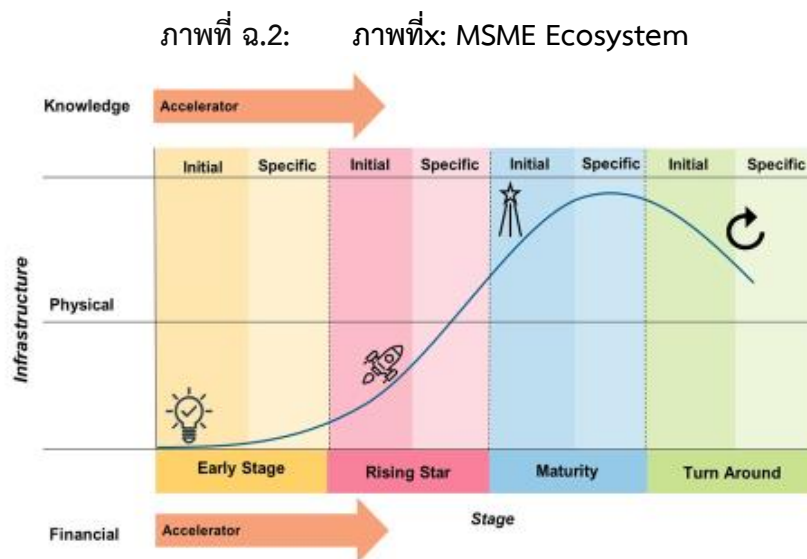 ภาพที่ ฉ.2: ภาพที่x: MSME Ecosystem
Knowledge Accelerator
Initial Specific Initial Specific Initial Specific Initial Specific
Infrastructure
Physical
Early Stage Rising Star Maturity Turn Around
Stage
Financial Accelerator